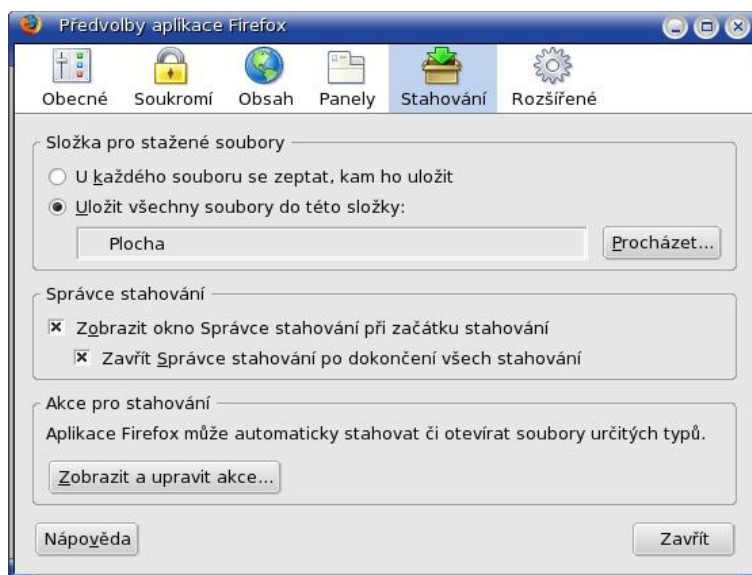 Předvolby aplikace Firefox
Obecné Soukromí Obsah Panely Stahování Rozšířené
Složka pro stažené soubory
U každého souboru se zeptat, kam ho uložit
Uložit všechny soubory do této složky:
Plocha Procházet...
Správce stahování
Zobrazit okno Správce stahování při začátku stahování
Zavřít Správce stahování po dokončení všech stahování
Akce pro stahování
Aplikace Firefox může automaticky stahovat či otevírat soubory určitých typů.
Zobrazit a upravit akce...
Nápověda Zavřít